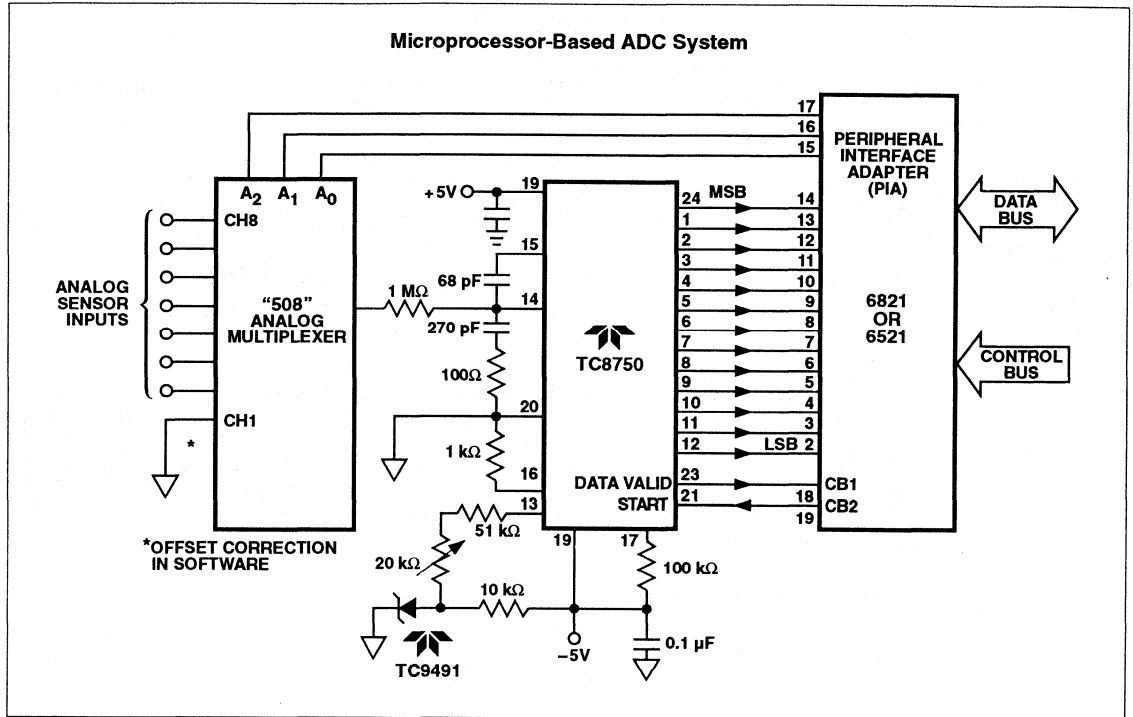 Microprocessor-Based ADC System
17
16
15
PERIPHERAL
INTERFACE
ADAPTER
(PIA)
A2 A1 A0
+5V
19
24 MSB 14
1 13
2 12
3 11
4 10
5 9
6 8
7 7
8 6
9 5
10 4
11 3
12 LSB 2
DATA
BUS
CH8
15
68 pF
ANALOG
SENSOR
INPUTS
"508"
ANALOG
MULTIPLEXER
1 MΩ
14
270 pF
6821
OR
6521
TC8750
CONTROL
BUS
100Ω
20
CH1
*
1 kΩ
16
DATA VALID 23 CB1
START 21 18 CB2
19
13
51 kΩ
*OFFSET CORRECTION
IN SOFTWARE
19
17
20 kΩ
100 kΩ
10 kΩ
–5V
0.1 µF
TC9491